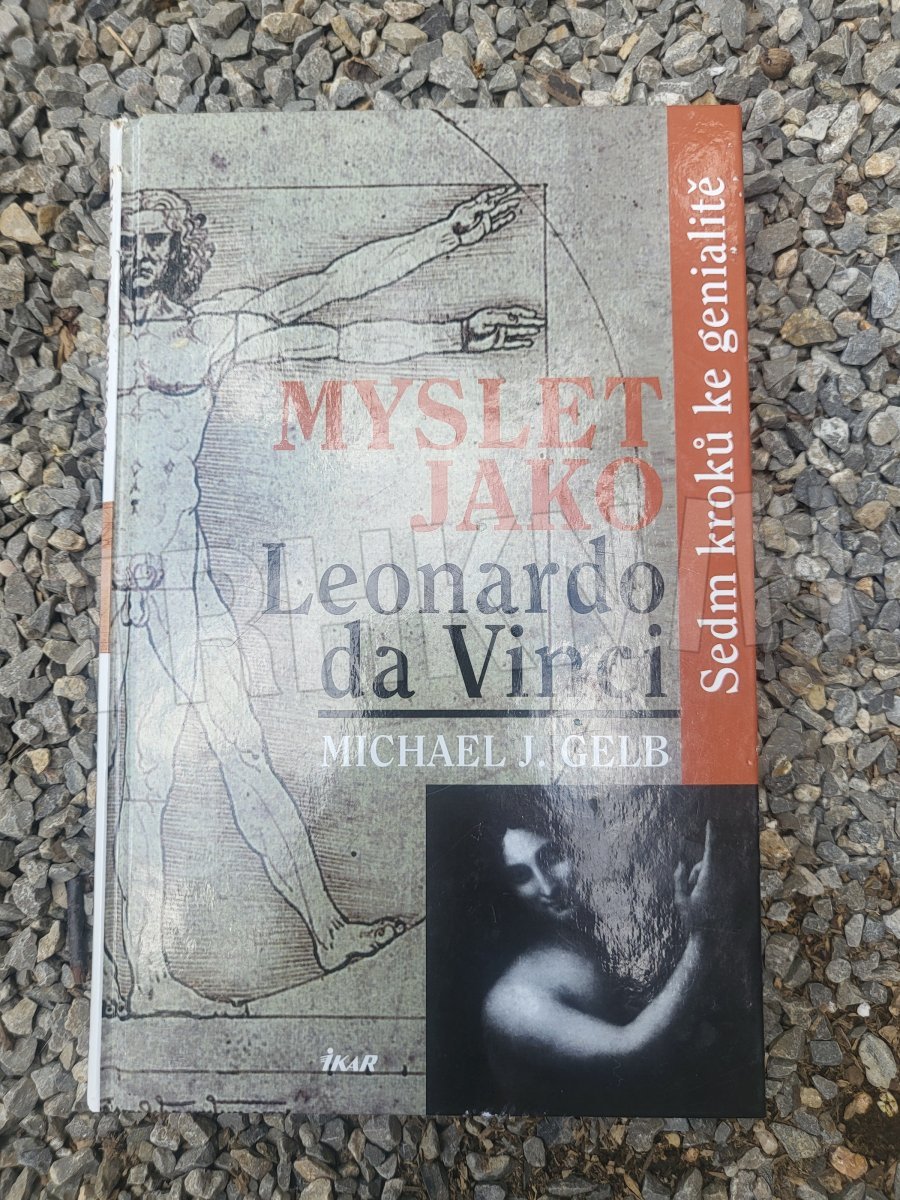 MYSLET
JAKO
Leonardo
da Vinci
MICHAEL J. GELB
Sedm kroků ke genialitě
iKAR